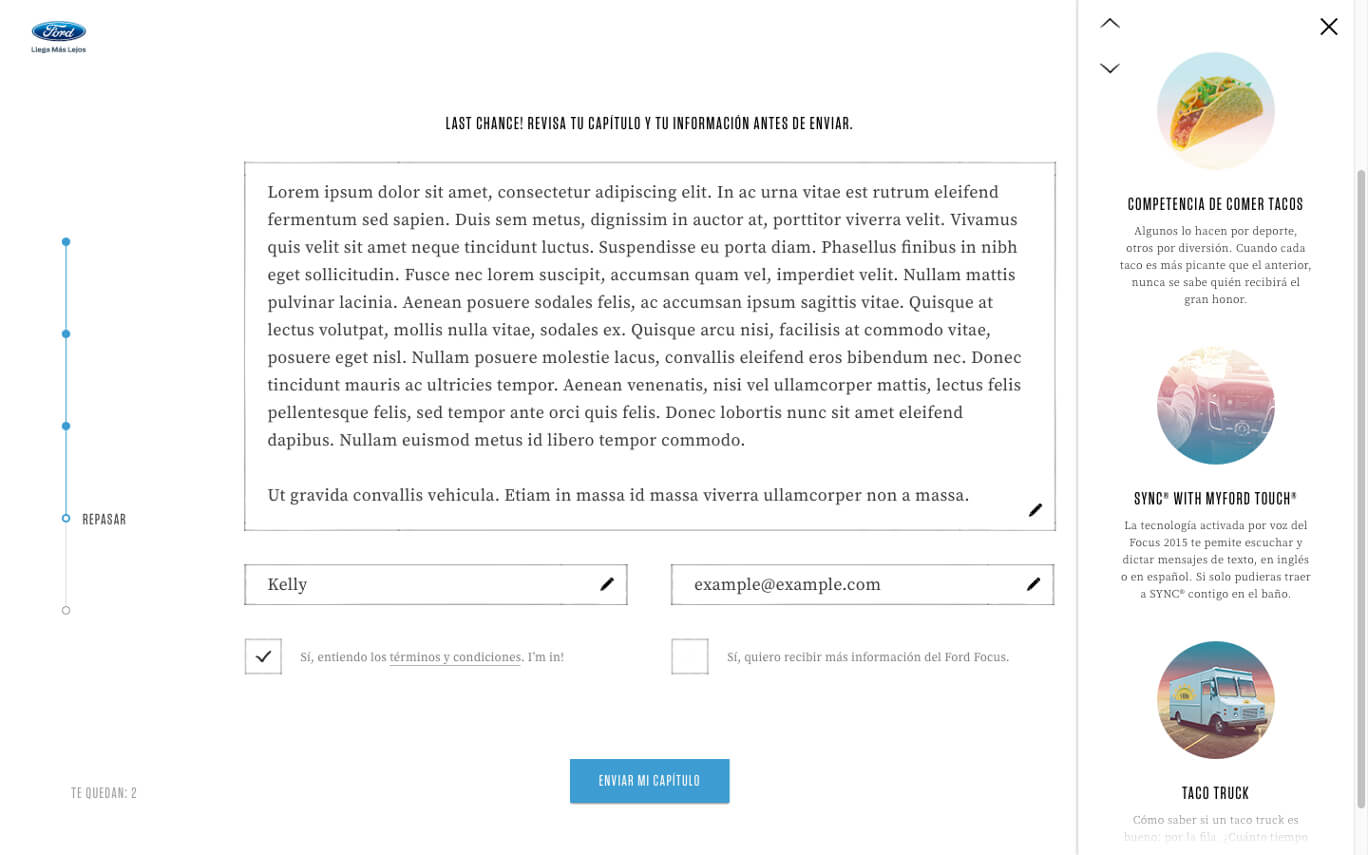 Ford
Llega Más Lejos
LAST CHANCE! REVISA TU CAPÍTULO Y TU INFORMACIÓN ANTES DE ENVIAR.
Lorem ipsum dolor sit amet, consectetur adipiscing elit. In ac urna vitae est rutrum eleifend
fermentum sed sapien. Duis sem metus, dignissim in auctor at, porttitor viverra velit. Vivamus
quis velit sit amet neque tincidunt luctus. Suspendisse eu porta diam. Phasellus finibus in nibh
eget sollicitudin. Fusce nec lorem suscipit, accumsan quam vel, imperdiet velit. Nullam mattis
pulvinar lacinia. Aenean posuere sodales felis, ac accumsan ipsum sagittis vitae. Quisque at
lectus volutpat, mollis nulla vitae, sodales ex. Quisque arcu nisi, facilisis at commodo vitae,
posuere eget nisl. Nullam posuere molestie lacus, convallis eleifend eros bibendum nec. Donec
tincidunt mauris ac ultricies tempor. Aenean venenatis, nisi vel ullamcorper mattis, lectus felis
pellentesque felis, sed tempor ante orci quis felis. Donec lobortis nunc sit amet eleifend
dapibus. Nullam euismod metus id libero tempor commodo.
Ut gravida convallis vehicula. Etiam in massa id massa viverra ullamcorper non a massa.
REPASAR
Kelly
example@example.com
Sí, entiendo los términos y condiciones. I'm in!
Sí, quiero recibir más información del Ford Focus.
ENVIAR MI CAPÍTULO
TE QUEDAN: 2
COMPETENCIA DE COMER TACOS
Algunos lo hacen por deporte,
otros por diversión. Cuando cada
taco es más picante que el anterior,
nunca se sabe quién recibirá el
gran honor.
SYNC® WITH MYFORD TOUCH®
La tecnología activada por voz del
Focus 2015 te pemite escuchar y
dictar mensajes de texto, en inglés
o en español. Si solo pudieras traer
a SYNC® contigo en el baño.
TACO TRUCK
Cómo saber si un taco truck es
bueno: por la fila. ¿Cuánto tiempo